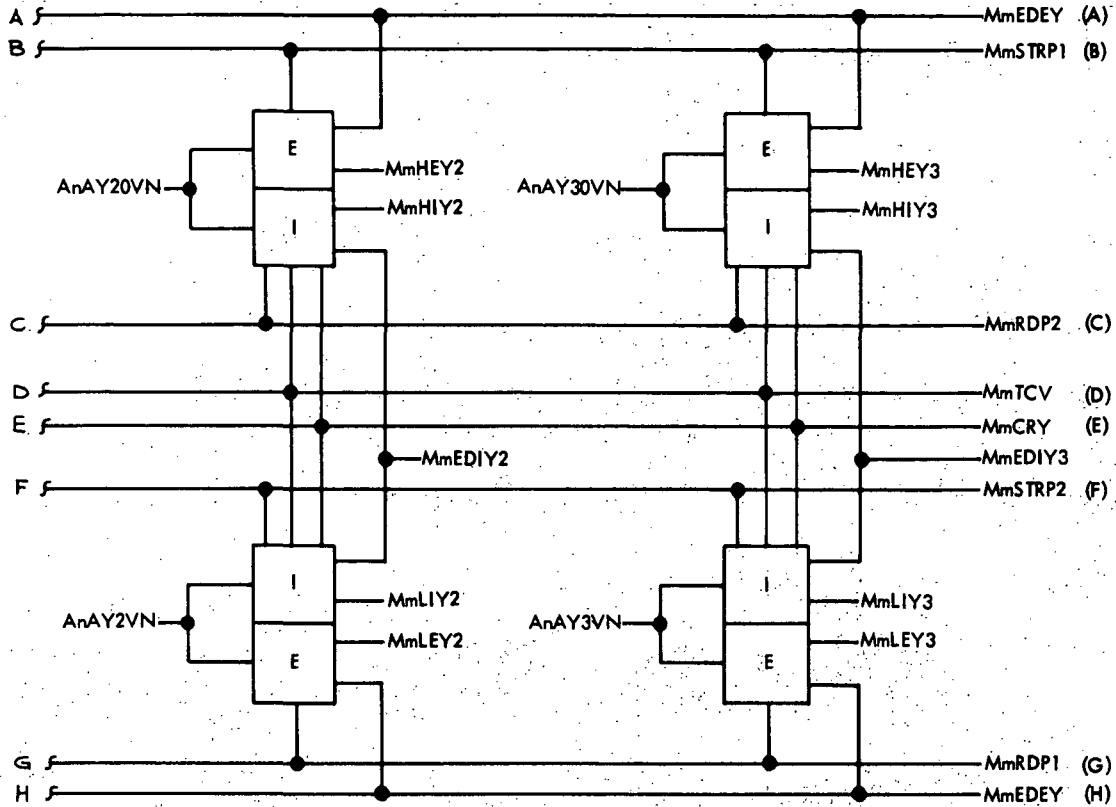 A MmEDEY (A)
B MmSTRP1 (B)
E E
AnAY20VN MmHEY2 AnAY30VN MmHEY3
MmHIY2 MmHIY3
I I
C MmRDP2 (C)
D MmTCV (D)
E MmCRY (E)
MmEDIY2 MmEDIY3
F MmSTRP2 (F)
I I
MmLIY2 MmLIY3
AnAY2VN AnAY3VN
MmLEY2 MmLEY3
E E
G MmRDP1 (G)
H MmEDEY (H)